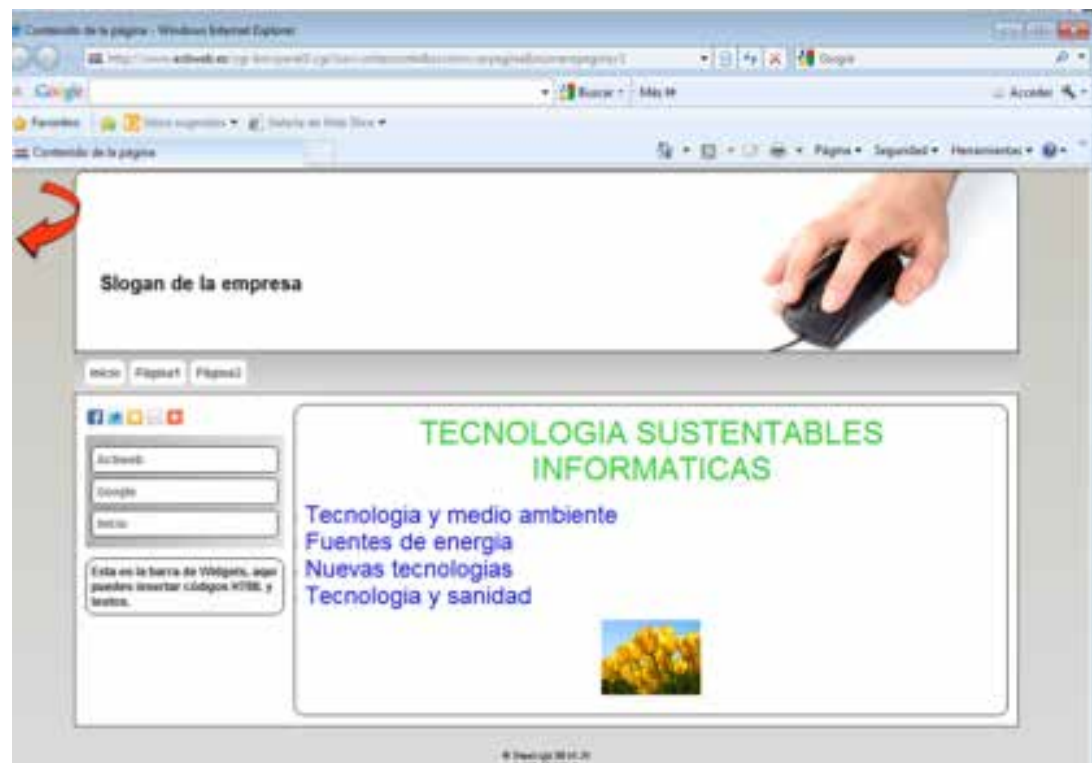 Contenido de la página - Windows Internet Explorer
Google
Google
Buscar
Más
Acceder
Favoritos
Contenido de la página
Página
Seguridad
Herramientas
Slogan de la empresa
Inicio
Página1
Página2
TECNOLOGIA SUSTENTABLES
INFORMATICAS
Actiweb
Google
Inicio
Tecnologia y medio ambiente
Fuentes de energia
Nuevas tecnologias
Tecnologia y sanidad
Esta es la barra de Widgets, aqui
puedes insertar códigos HTML y
textos.